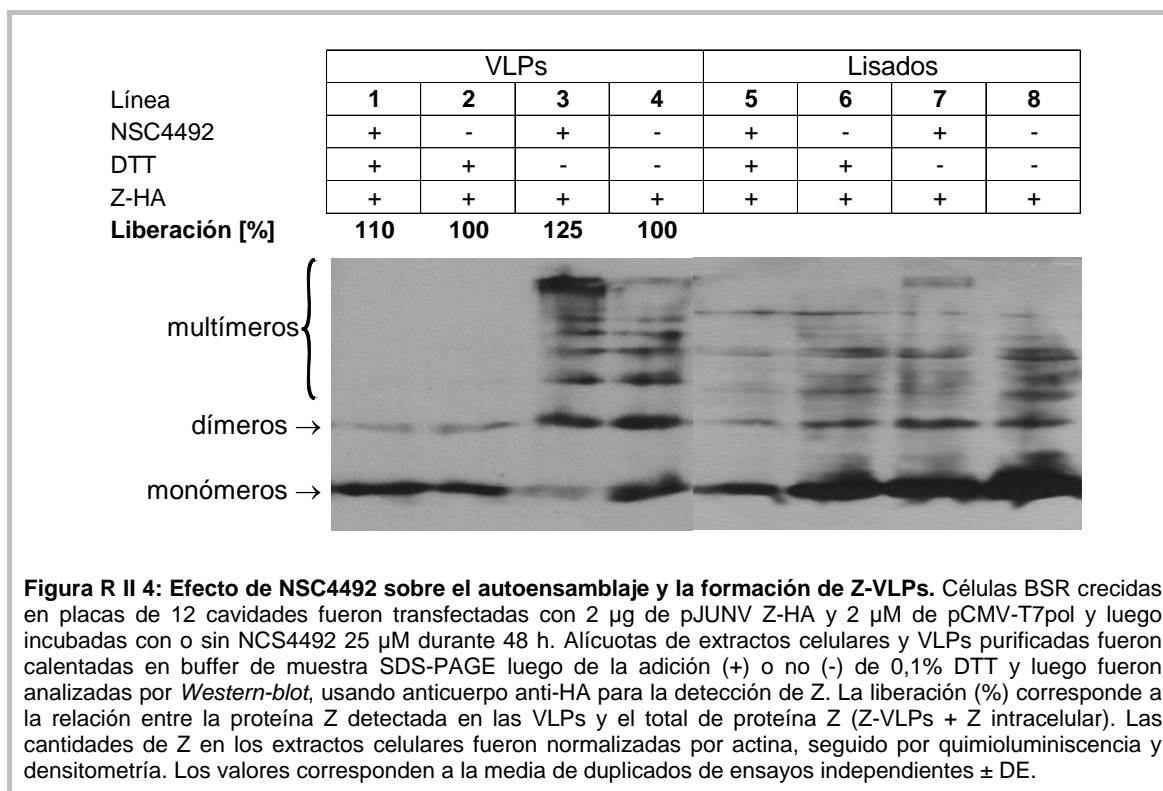 VLPs Lisados
Línea 1 2 3 4 5 6 7 8
NSC4492 + - + - + - + -
DTT + + - - + + - -
Z-HA + + + + + + + +
Liberación [%] 110 100 125 100
multímeros
dímeros →
monómeros →
Figura R II 4: Efecto de NSC4492 sobre el autoensamblaje y la formación de Z-VLPs. Células BSR crecidas
en placas de 12 cavidades fueron transfectadas con 2 µg de pJUNV Z-HA y 2 µM de pCMV-T7pol y luego
incubadas con o sin NCS4492 25 µM durante 48 h. Alícuotas de extractos celulares y VLPs purificadas fueron
calentadas en buffer de muestra SDS-PAGE luego de la adición (+) o no (-) de 0,1% DTT y luego fueron
analizadas por Western-blot, usando anticuerpo anti-HA para la detección de Z. La liberación (%) corresponde a
la relación entre la proteína Z detectada en las VLPs y el total de proteína Z (Z-VLPs + Z intracelular). Las
cantidades de Z en los extractos celulares fueron normalizadas por actina, seguido por quimioluminiscencia y
densitometría. Los valores corresponden a la media de duplicados de ensayos independientes ± DE.